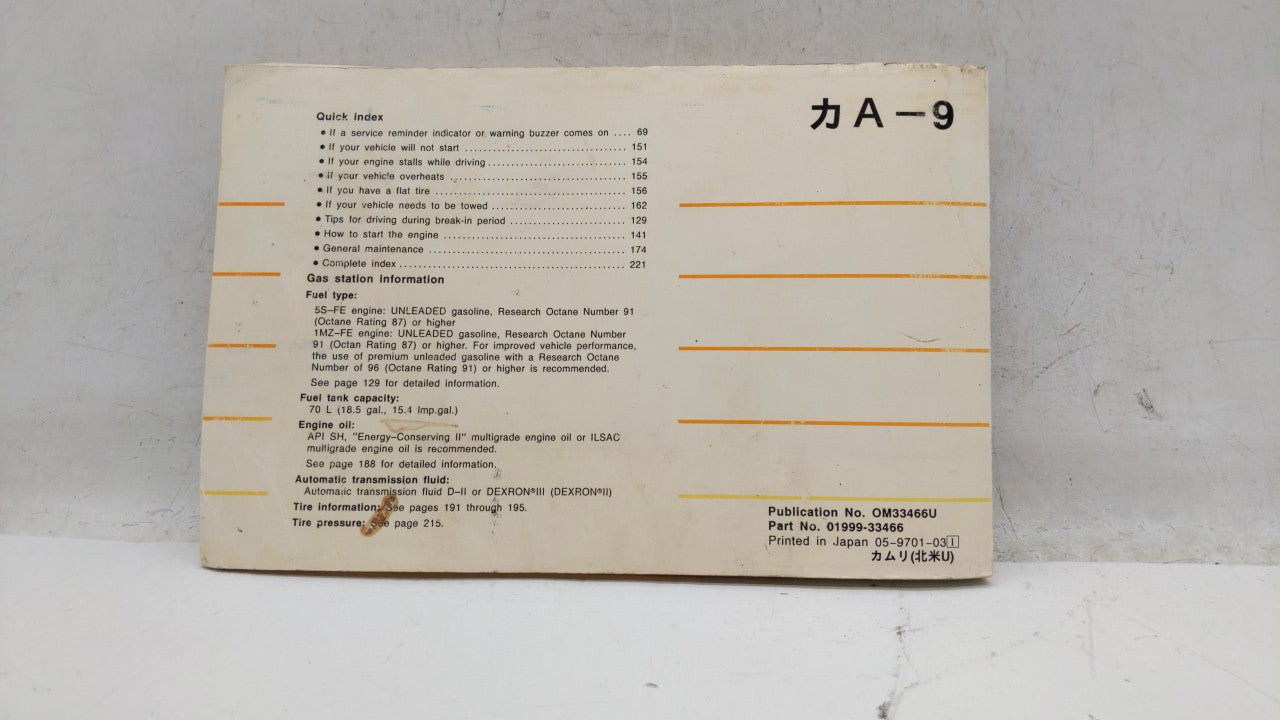 Quick index
• If a service reminder indicator or warning buzzer comes on .... 69
• If your vehicle will not start ................................. 151
• If your engine stalls while driving ............................ 154
• If your vehicle overheats ...................................... 155
• If you have a flat tire ........................................ 156
• If your vehicle needs to be towed .............................. 162
• Tips for driving during break-in period ........................ 129
• How to start the engine ........................................ 141
• General maintenance ............................................ 174
• Complete index ................................................. 221
Gas station information
Fuel type:
5S–FE engine: UNLEADED gasoline, Research Octane Number 91
(Octane Rating 87) or higher
1MZ–FE engine: UNLEADED gasoline, Research Octane Number
91 (Octan Rating 87) or higher. For improved vehicle performance,
the use of premium unleaded gasoline with a Research Octane
Number of 96 (Octane Rating 91) or higher is recommended.
See page 129 for detailed information.
Fuel tank capacity:
70 L (18.5 gal., 15.4 Imp.gal.)
Engine oil:
API SH, "Energy–Conserving II" multigrade engine oil or ILSAC
multigrade engine oil is recommended.
See page 188 for detailed information.
Automatic transmission fluid:
Automatic transmission fluid D–II or DEXRON®III (DEXRON®II)
Tire information: See pages 191 through 195.
Tire pressure: See page 215.
カA－9
Publication No. OM33466U
Part No. 01999-33466
Printed in Japan 05-9701-03 I
カムリ(北米U)